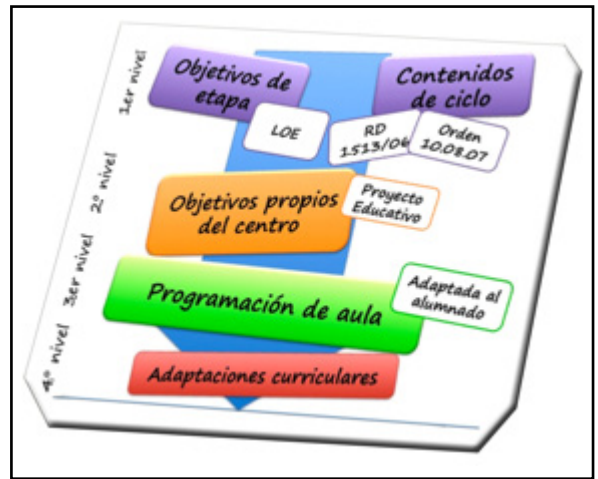 1er nivel
Objetivos de
etapa
Contenidos
de ciclo
LOE
RD
1513/06
Orden
10.08.07
2º nivel
Objetivos propios
del centro
Proyecto
Educativo
3er nivel
Programación de aula
Adaptada al
alumnado
4º nivel
Adaptaciones curriculares